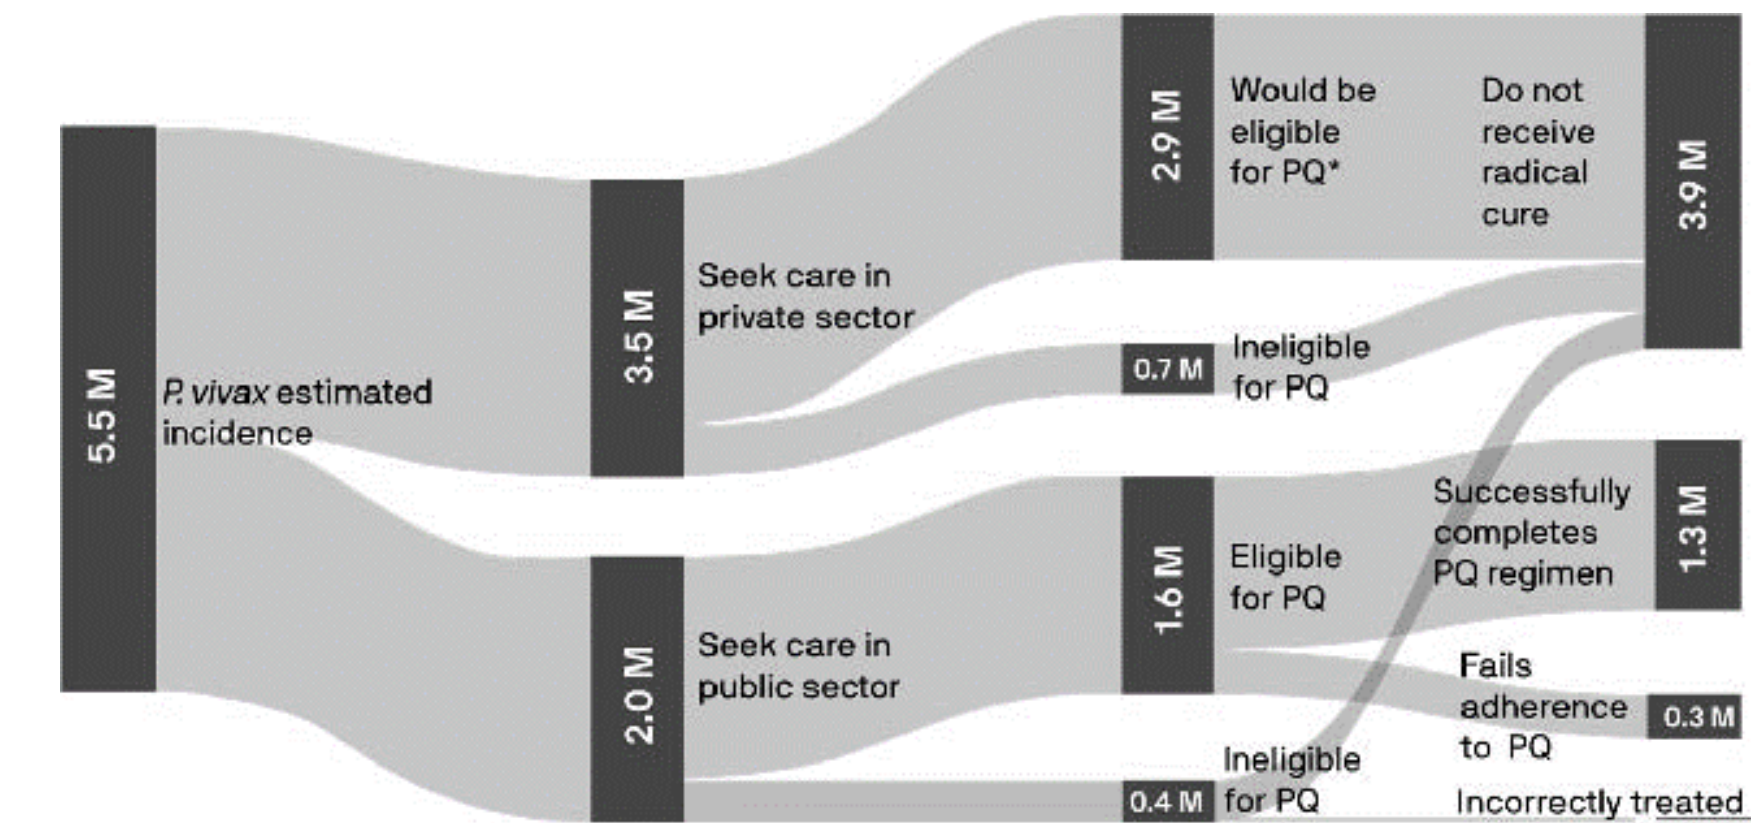 5.5 M
P. vivax estimated
incidence
3.5 M
Seek care in
private sector
2.0 M
Seek care in
public sector
2.9 M
Would be
eligible
for PQ*
0.7 M
Ineligible
for PQ
1.6 M
Eligible
for PQ
0.4 M
Ineligible
for PQ
Do not
receive
radical
cure
3.9 M
Successfully
completes
PQ regimen
1.3 M
Fails
adherence
to PQ
0.3 M
Incorrectly treated